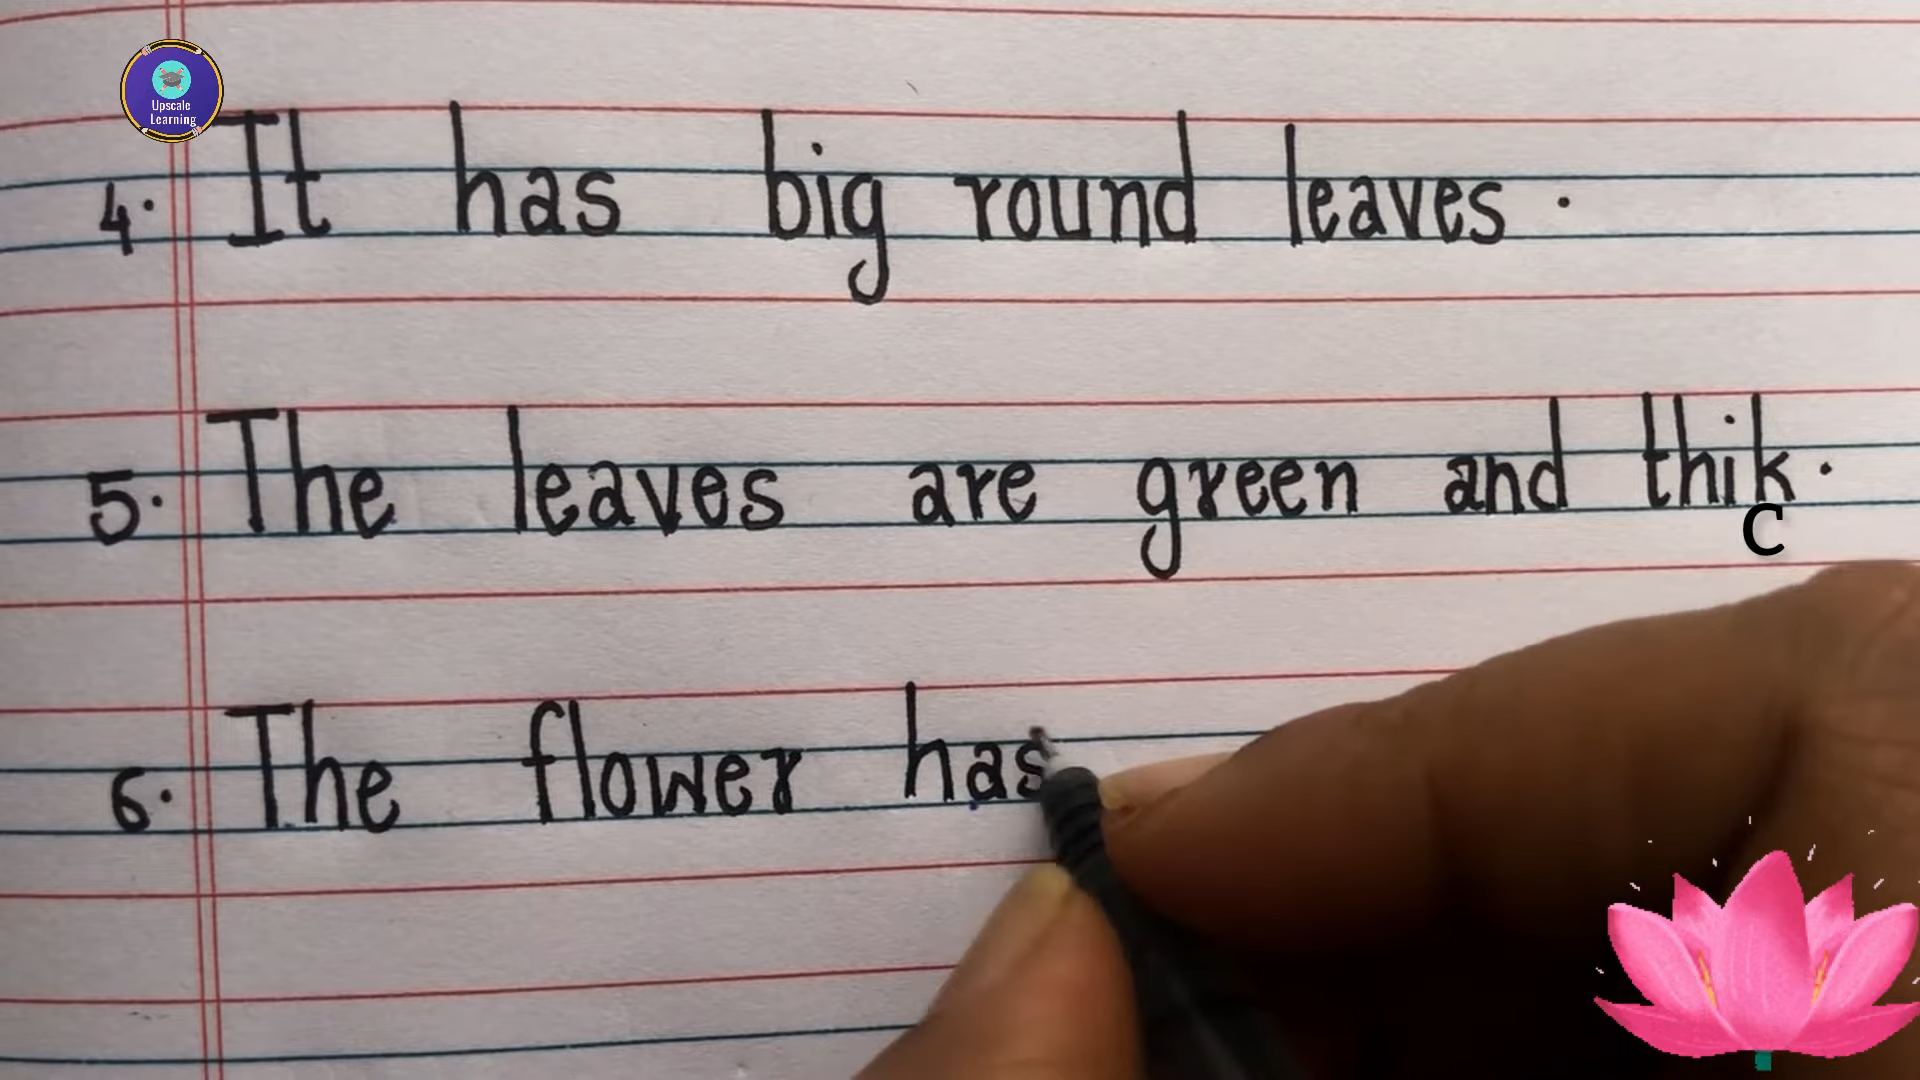 Upscale
Learning
4. It has big round leaves.
5. The leaves are green and thik.
C
6. The flower has